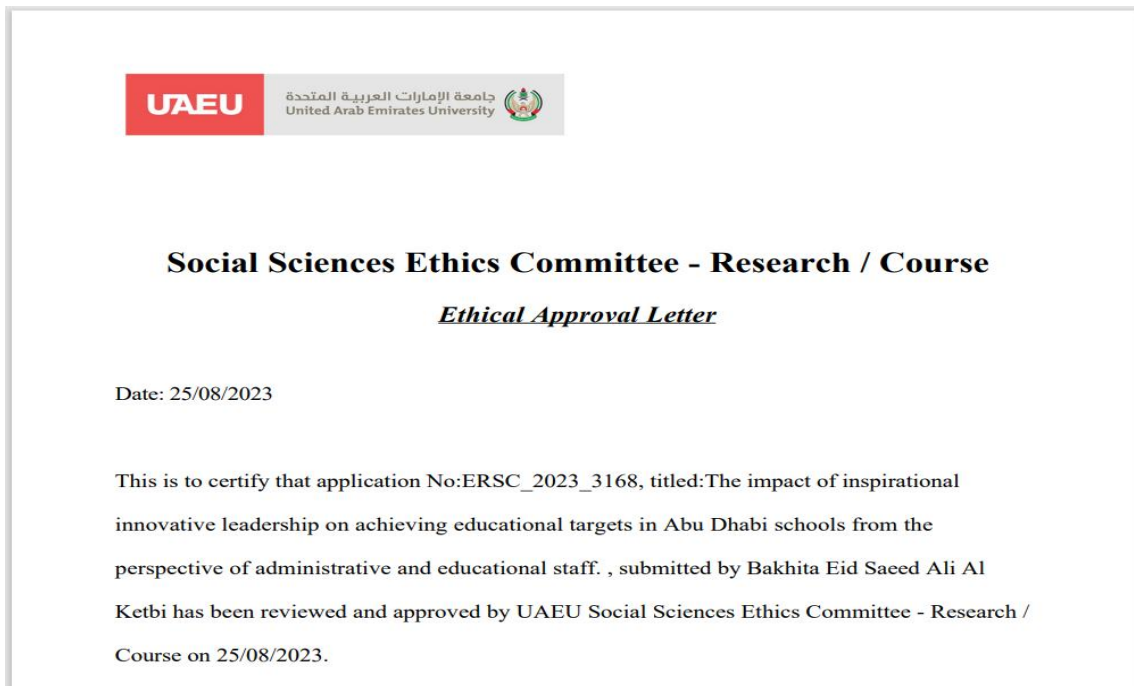 UAEU
جامعة الإمارات العربية المتحدة
United Arab Emirates University
Social Sciences Ethics Committee - Research / Course
Ethical Approval Letter
Date: 25/08/2023
This is to certify that application No:ERSC_2023_3168, titled:The impact of inspirational
innovative leadership on achieving educational targets in Abu Dhabi schools from the
perspective of administrative and educational staff. , submitted by Bakhita Eid Saeed Ali Al
Ketbi has been reviewed and approved by UAEU Social Sciences Ethics Committee - Research /
Course on 25/08/2023.